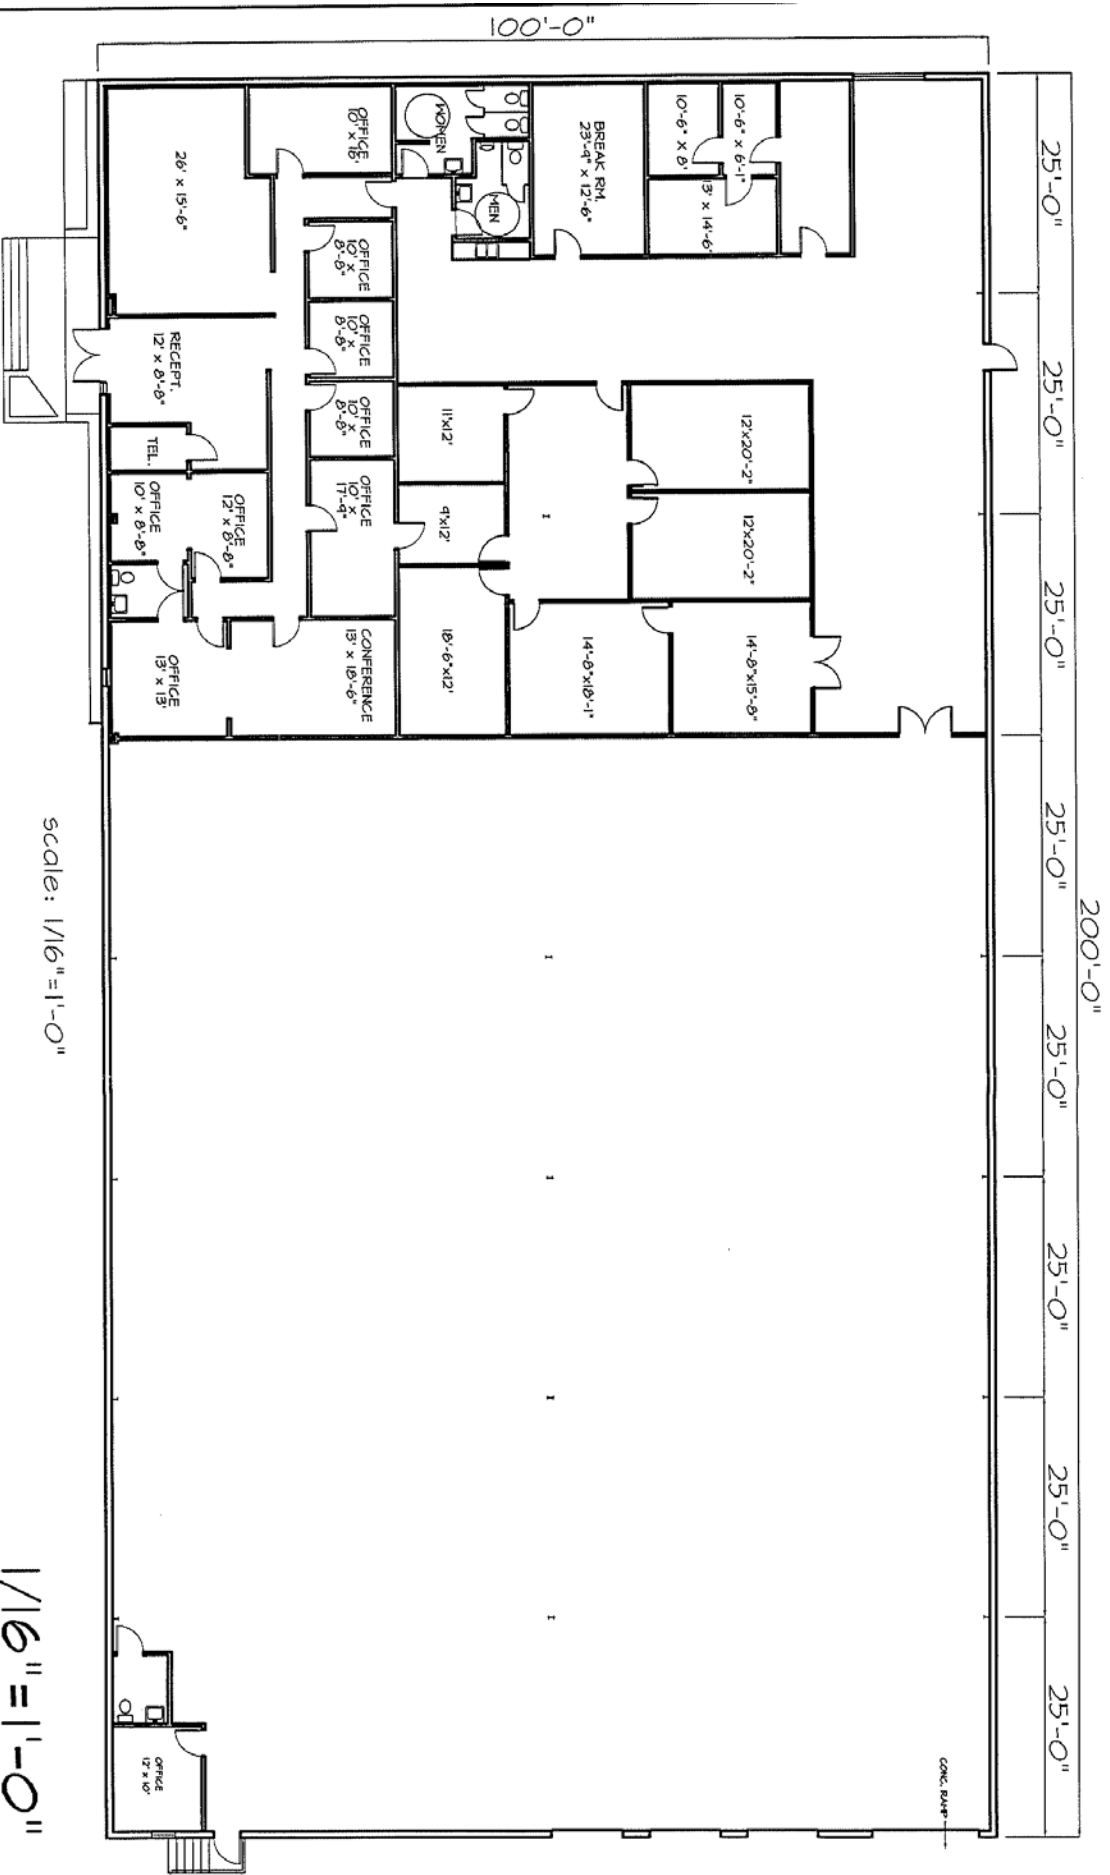 100'-0"
200'-0"
25'-0"
25'-0"
25'-0"
25'-0"
25'-0"
25'-0"
25'-0"
25'-0"
26' x 15'-6"
OFFICE
10' x 16'
WOMEN
MEN
BREAK RM.
23'-9" x 12'-6"
10'-6" x 8'
10'-6" x 6'-1"
13' x 14'-6"
OFFICE
10' x
8'-8"
OFFICE
10' x
8'-8"
OFFICE
10' x
8'-8"
OFFICE
10' x
17'-9"
RECEPT.
12' x 8'-8"
TEL.
OFFICE
10' x 8'-8"
OFFICE
12' x 8'-8"
OFFICE
13' x 13'
CONFERENCE
13' x 18'-6"
11'x12'
9'x12'
18'-6"x12'
12'x20'-2"
12'x20'-2"
14'-8"x18'-1"
14'-8"x15'-8"
scale: 1/16"=1'-0"
OFFICE
12' x 10'
CONC. RAMP
1/16"=1'-0"